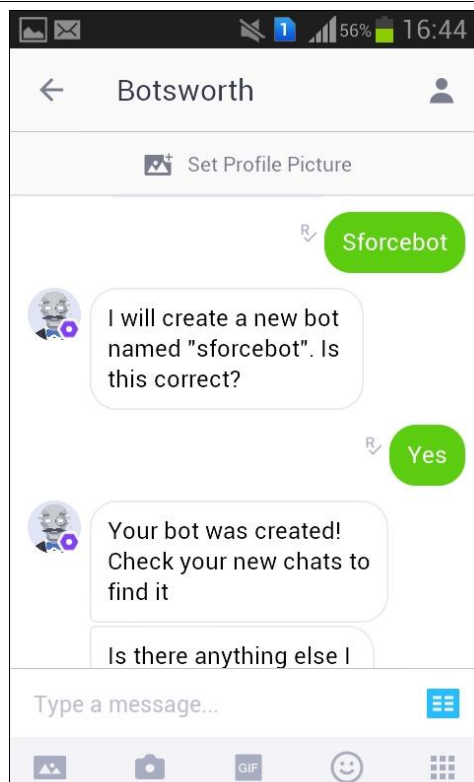 1 56% 16:44
Botsworth
Set Profile Picture
R
Sforcebot
I will create a new bot
named "sforcebot". Is
this correct?
R
Yes
Your bot was created!
Check your new chats to
find it
Is there anything else I
Type a message...
GIF